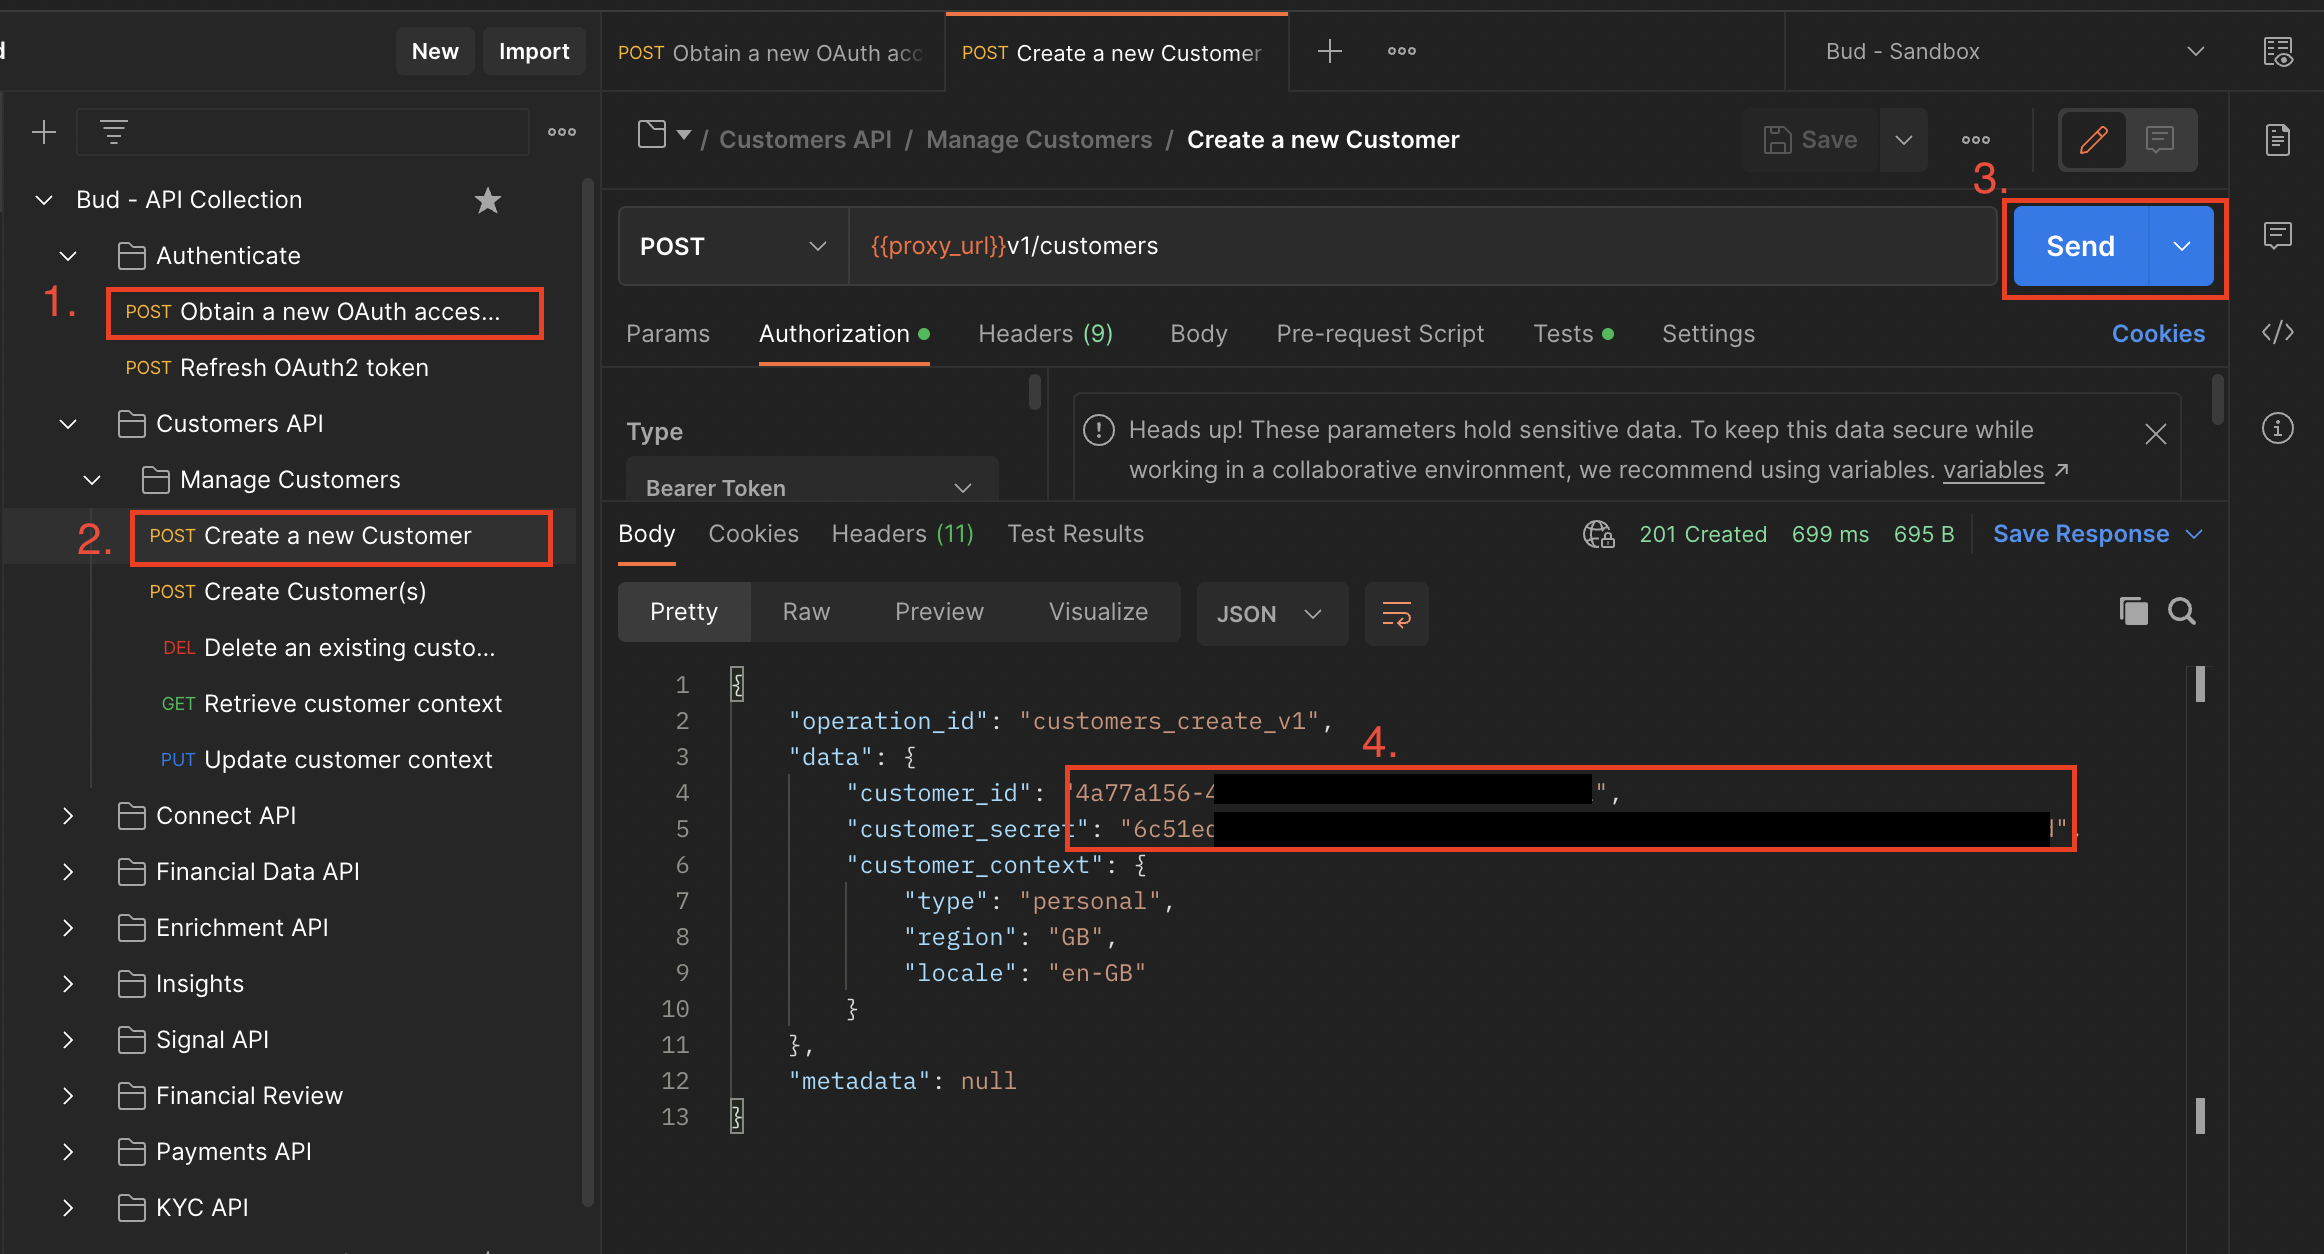 d
New
Import
POST Obtain a new OAuth acc
POST Create a new Customer
Bud - Sandbox
/ Customers API / Manage Customers / Create a new Customer
Save
Bud - API Collection
Authenticate
1.
POST Obtain a new OAuth acces...
POST Refresh OAuth2 token
Customers API
Manage Customers
2.
POST Create a new Customer
POST Create Customer(s)
DEL Delete an existing custo...
GET Retrieve customer context
PUT Update customer context
Connect API
Financial Data API
Enrichment API
Insights
Signal API
Financial Review
Payments API
KYC API
3.
POST
{{proxy_url}}v1/customers
Send
Params
Authorization
Headers (9)
Body
Pre-request Script
Tests
Settings
Cookies
Type
Bearer Token
Heads up! These parameters hold sensitive data. To keep this data secure while
working in a collaborative environment, we recommend using variables. variables
Body
Cookies
Headers (11)
Test Results
201 Created
699 ms
695 B
Save Response
Pretty
Raw
Preview
Visualize
JSON
4.
1 {
2 "operation_id": "customers_create_v1",
3 "data": {
4 "customer_id": "4a77a156-4 ",
5 "customer_secret": "6c51e ",
6 "customer_context": {
7 "type": "personal",
8 "region": "GB",
9 "locale": "en-GB"
10 }
11 },
12 "metadata": null
13 }